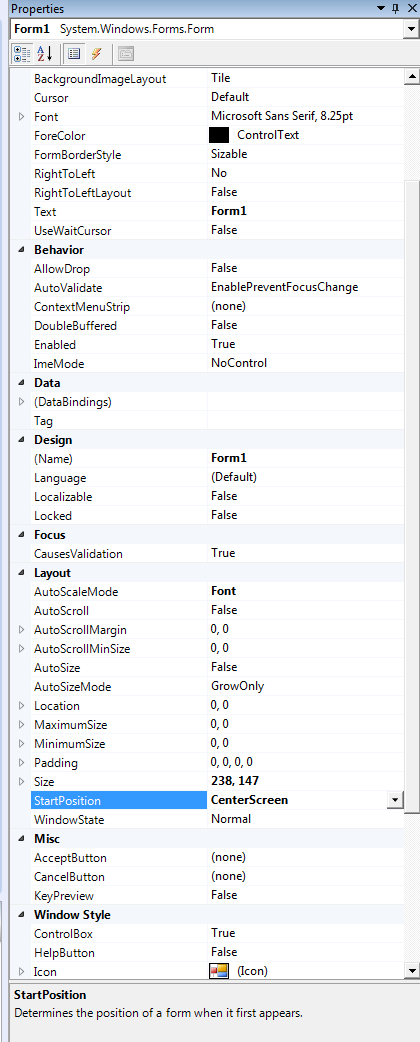 Properties
Form1 System.Windows.Forms.Form
BackgroundImageLayout Tile
Cursor Default
Font Microsoft Sans Serif, 8.25pt
ForeColor ControlText
FormBorderStyle Sizable
RightToLeft No
RightToLeftLayout False
Text Form1
UseWaitCursor False
Behavior
AllowDrop False
AutoValidate EnablePreventFocusChange
ContextMenuStrip (none)
DoubleBuffered False
Enabled True
ImeMode NoControl
Data
(DataBindings)
Tag
Design
(Name) Form1
Language (Default)
Localizable False
Locked False
Focus
CausesValidation True
Layout
AutoScaleMode Font
AutoScroll False
AutoScrollMargin 0, 0
AutoScrollMinSize 0, 0
AutoSize False
AutoSizeMode GrowOnly
Location 0, 0
MaximumSize 0, 0
MinimumSize 0, 0
Padding 0, 0, 0, 0
Size 238, 147
StartPosition CenterScreen
WindowState Normal
Misc
AcceptButton (none)
CancelButton (none)
KeyPreview False
Window Style
ControlBox True
HelpButton False
Icon (Icon)
StartPosition
Determines the position of a form when it first appears.